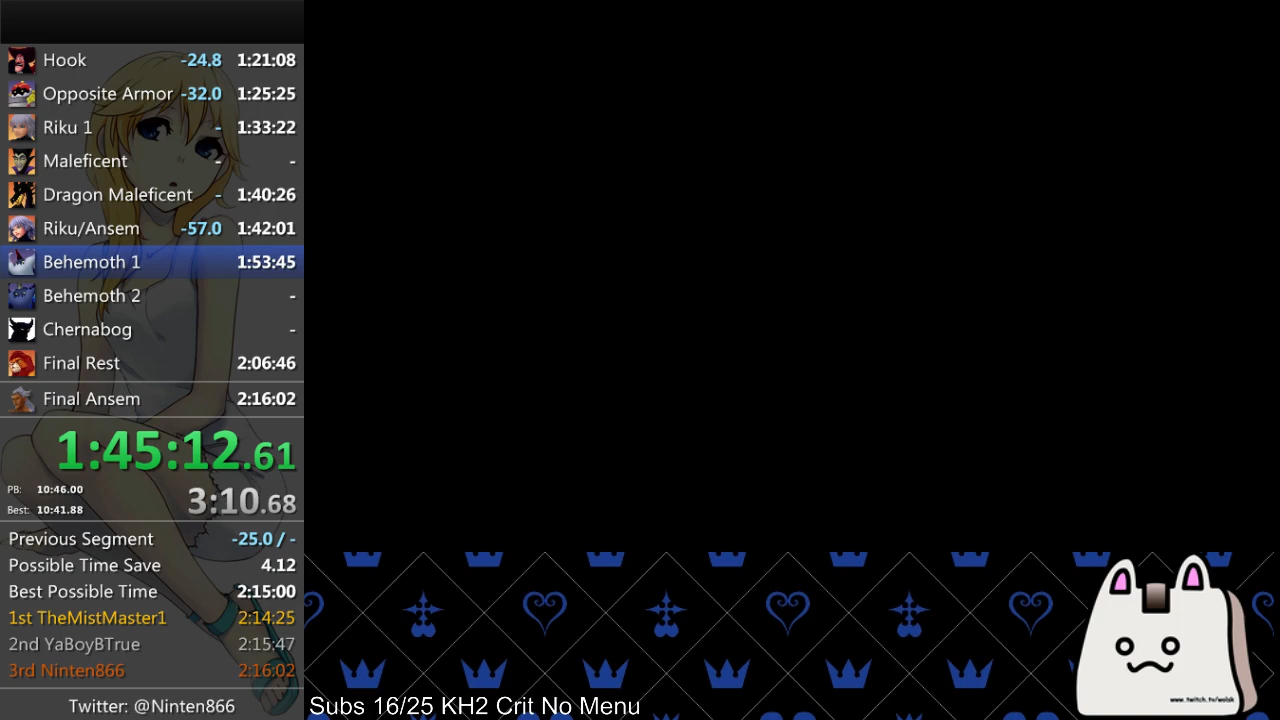 Hook -24.8 1:21:08
Opposite Armor -32.0 1:25:25
Riku 1 - 1:33:22
Maleficent - -
Dragon Maleficent - 1:40:26
Riku/Ansem -57.0 1:42:01
Behemoth 1 1:53:45
Behemoth 2 -
Chernabog -
Final Rest 2:06:46
Final Ansem 2:16:02
1:45:12.61
PB: 10:46.00
3:10.68
Best: 10:41.88
Previous Segment -25.0 / -
Possible Time Save 4.12
Best Possible Time 2:15:00
1st TheMistMaster1 2:14:25
2nd YaBoyBTrue 2:15:47
3rd Ninten866 2:16:02
Twitter: @Ninten866
Subs 16/25 KH2 Crit No Menu
www.twitch.tv/wolsk